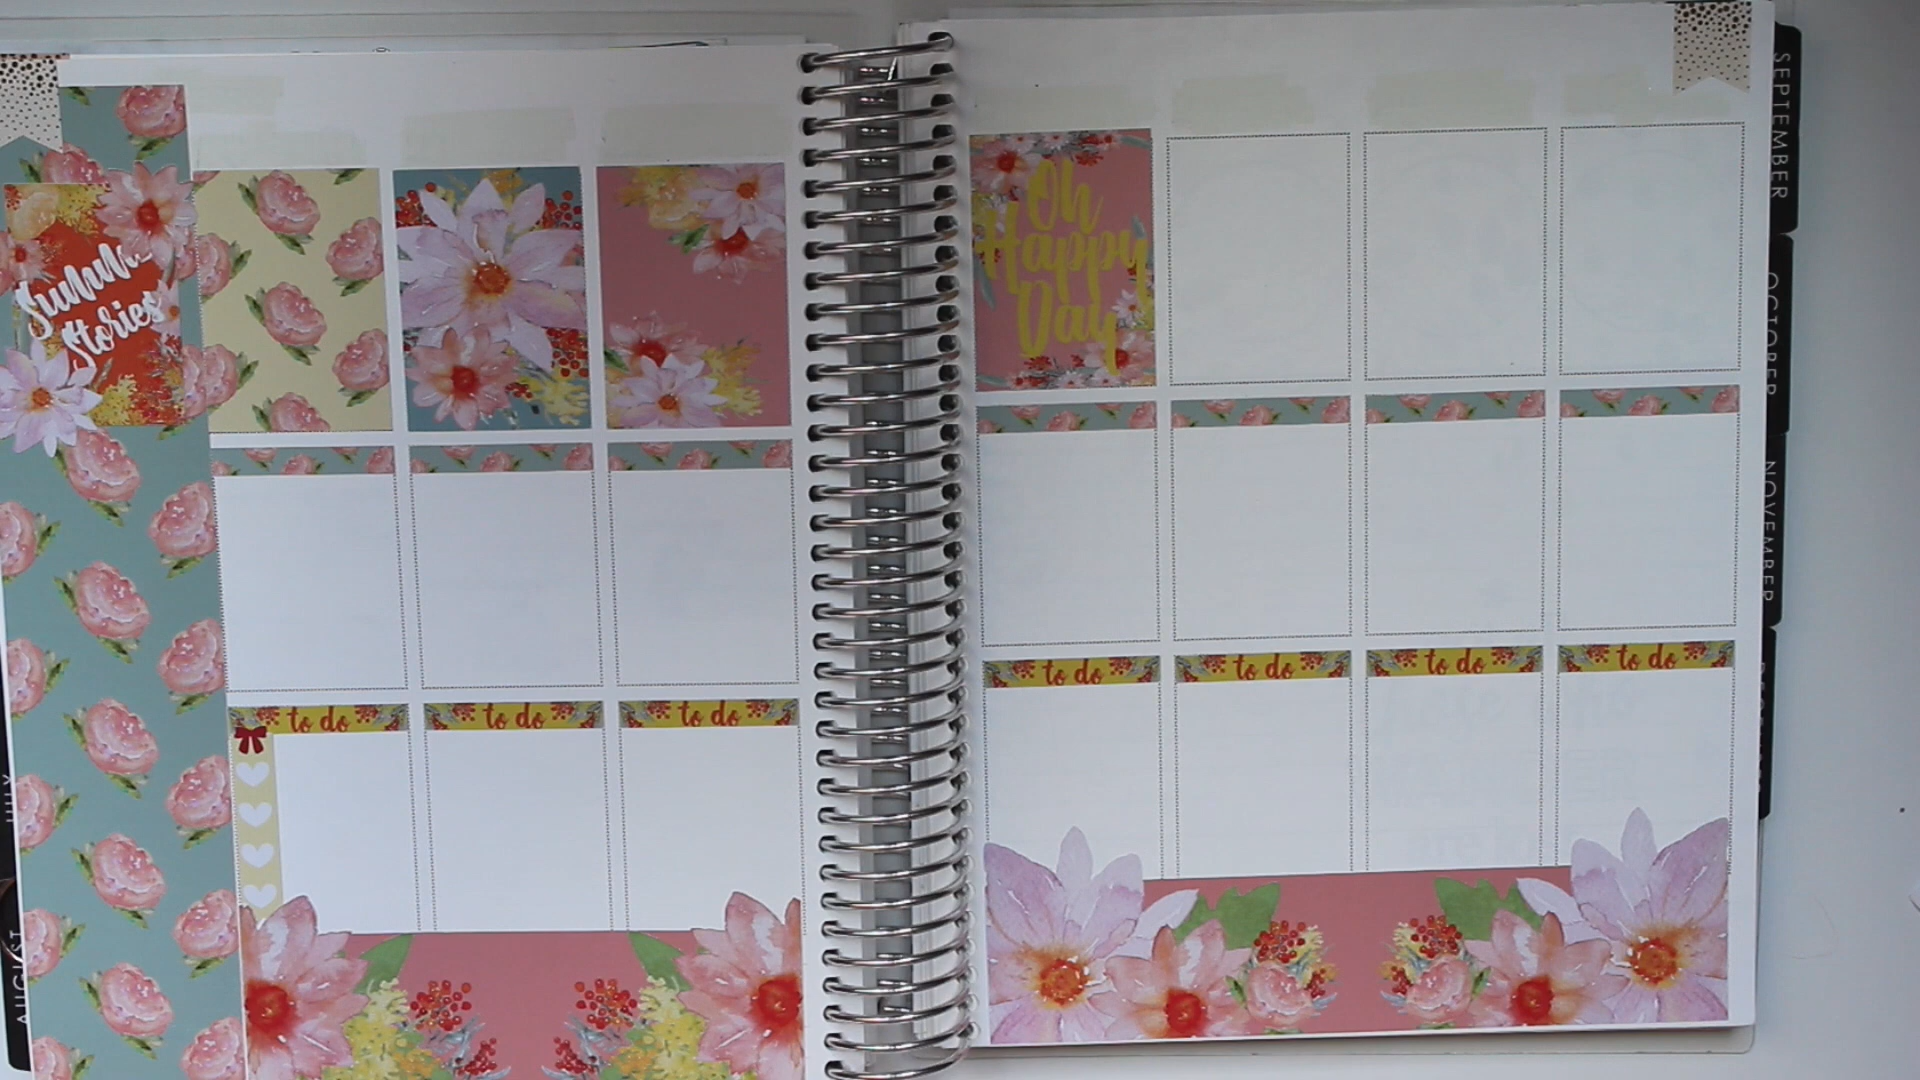 Stories
Oh
Happy
Day
to do
to do
to do
to do
to do
to do
to do
SEPTEMBER
OCTOBER
NOVEMBER
JULY
AUGUST